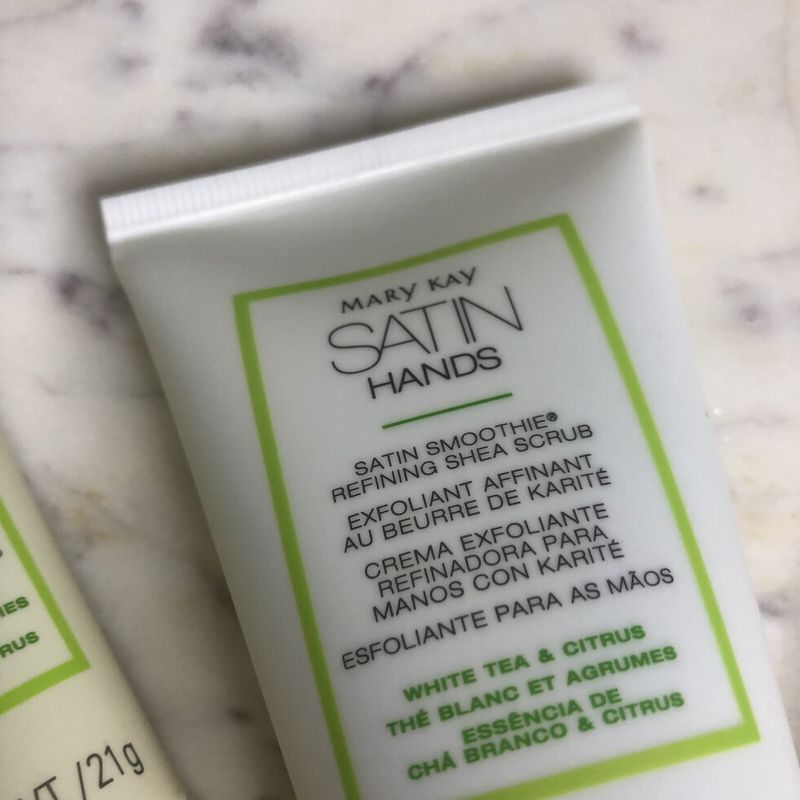 MARY KAY
SATIN
HANDS
SATIN SMOOTHIE®
REFINING SHEA SCRUB
EXFOLIANT AFFINANT
AU BEURRE DE KARITÉ
CREMA EXFOLIANTE
REFINADORA PARA
MANOS CON KARITÉ
ESFOLIANTE PARA AS MÃOS
WHITE TEA & CITRUS
THÉ BLANC ET AGRUMES
ESSÊNCIA DE
CHÁ BRANCO & CITRUS
/21g